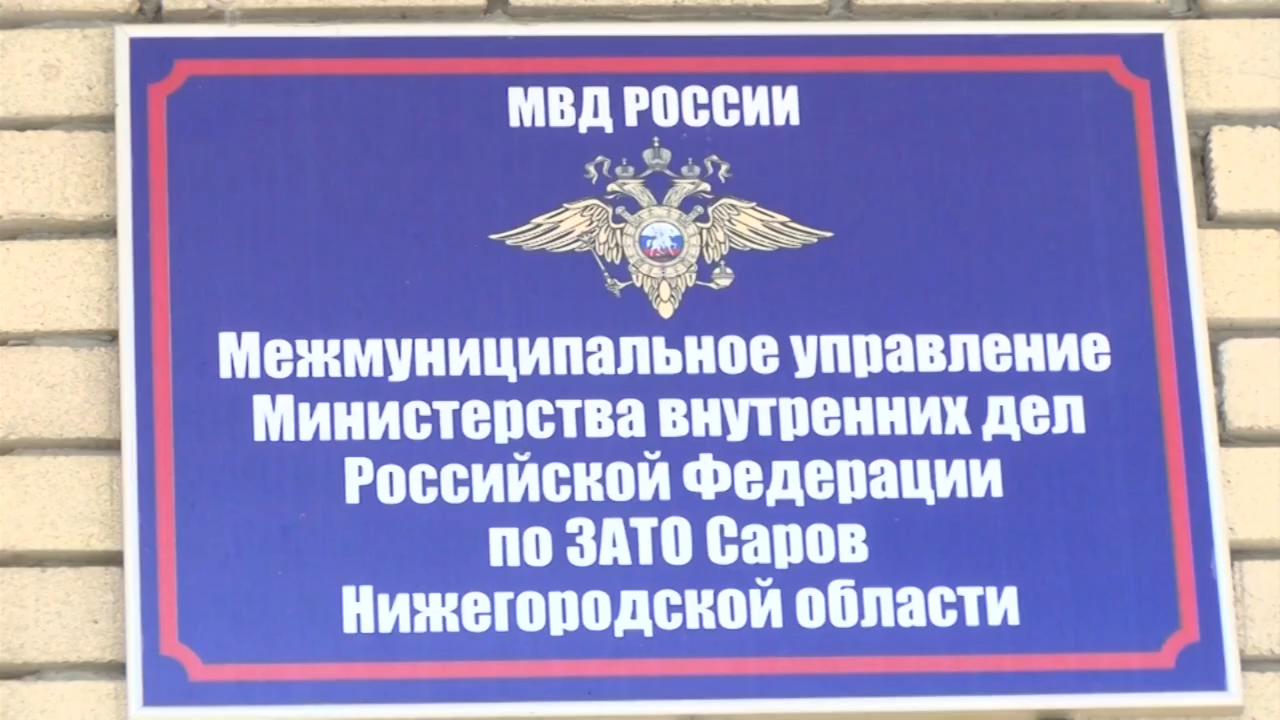 МВД РОССИИ
Межмуниципальное управление
Министерства внутренних дел
Российской Федерации
по ЗАТО Саров
Нижегородской области